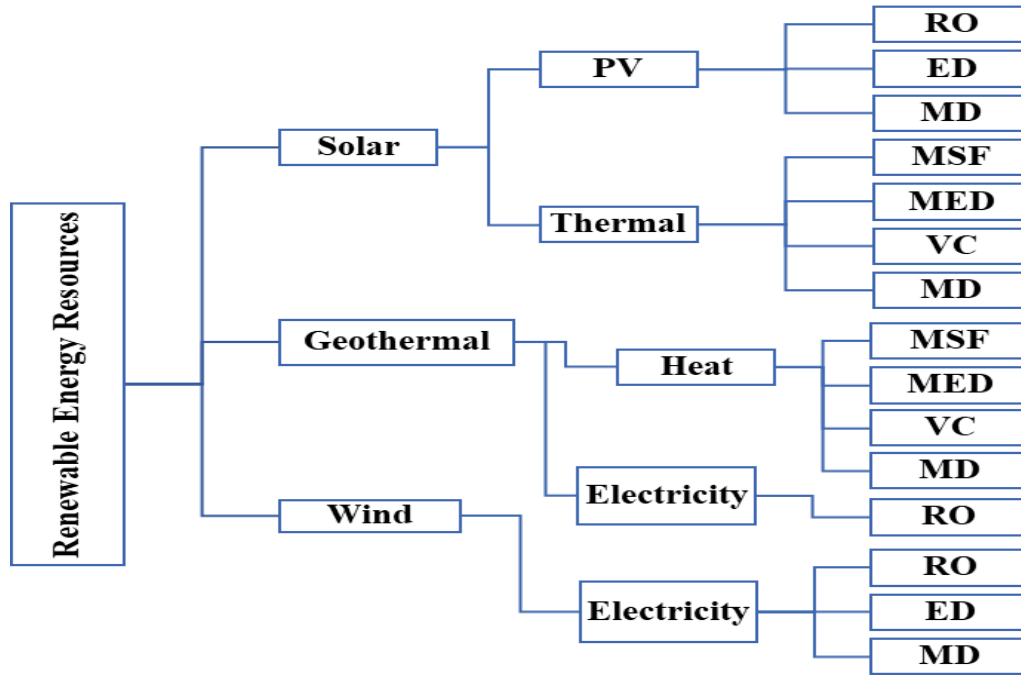 Renewable Energy Resources
Solar
PV
RO
ED
MD
Thermal
MSF
MED
VC
MD
Geothermal
Heat
MSF
MED
VC
MD
Electricity
RO
Wind
Electricity
RO
ED
MD